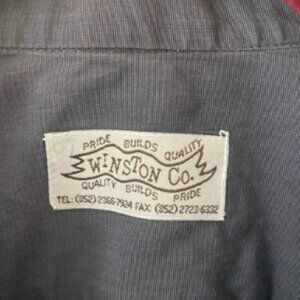 PRIDE BUILDS QUALITY
WINSTON CO.
QUALITY BUILDS PRIDE
TEL: (852) 2366-7924 FAX: (852) 2723-6332